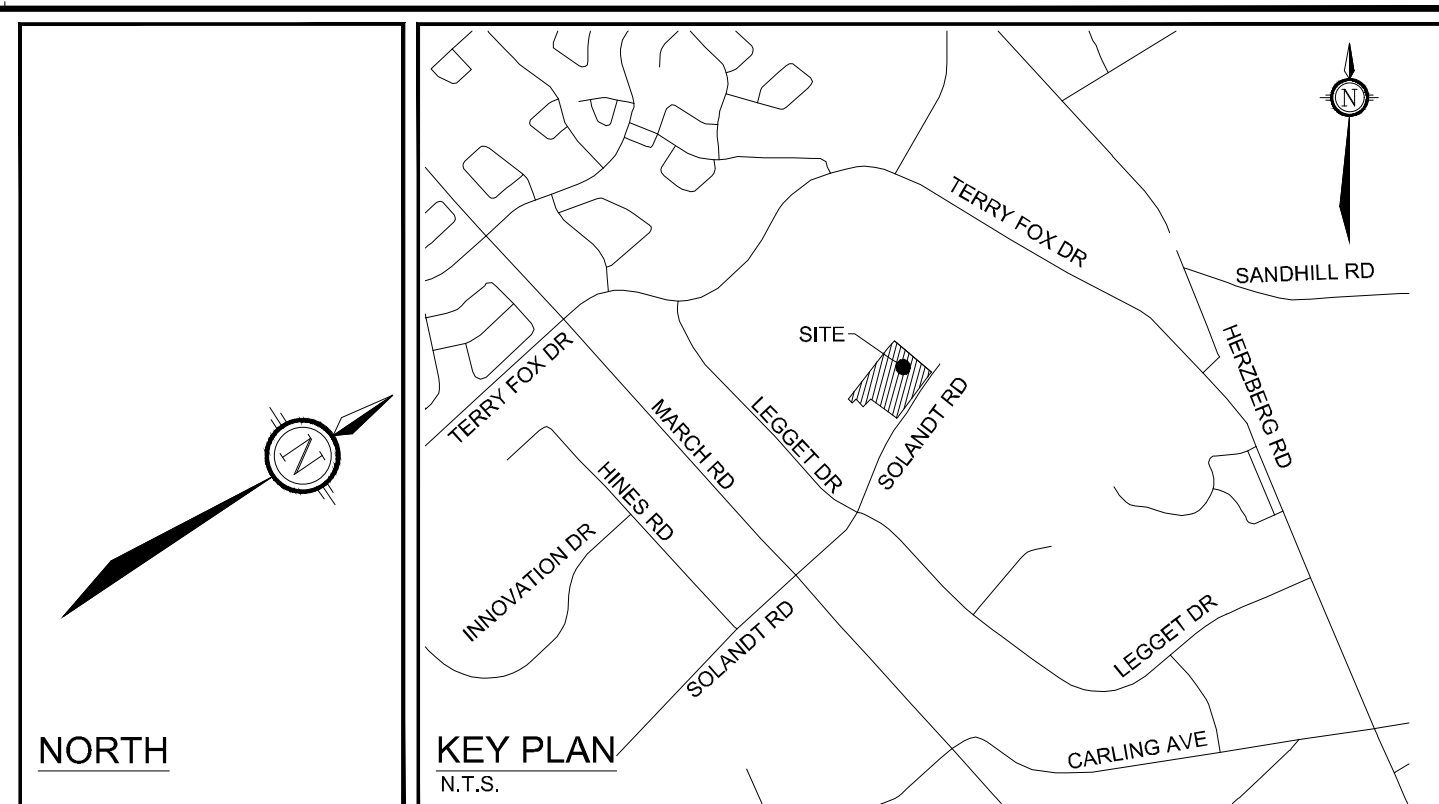 N
NORTH
N
TERRY FOX DR
SANDHILL RD
SITE
HERZBERG RD
TERRY FOX DR
MARCH RD
LEGGET DR
SOLANDT RD
HINES RD
INNOVATION DR
SOLANDT RD
LEGGET DR
CARLING AVE
KEY PLAN
N.T.S.